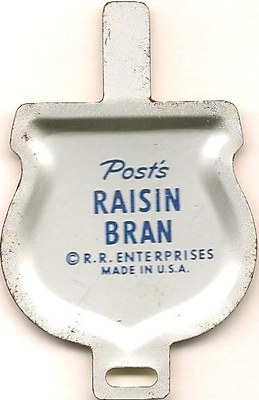 Post's
RAISIN
BRAN
© R.R. ENTERPRISES
MADE IN U.S.A.